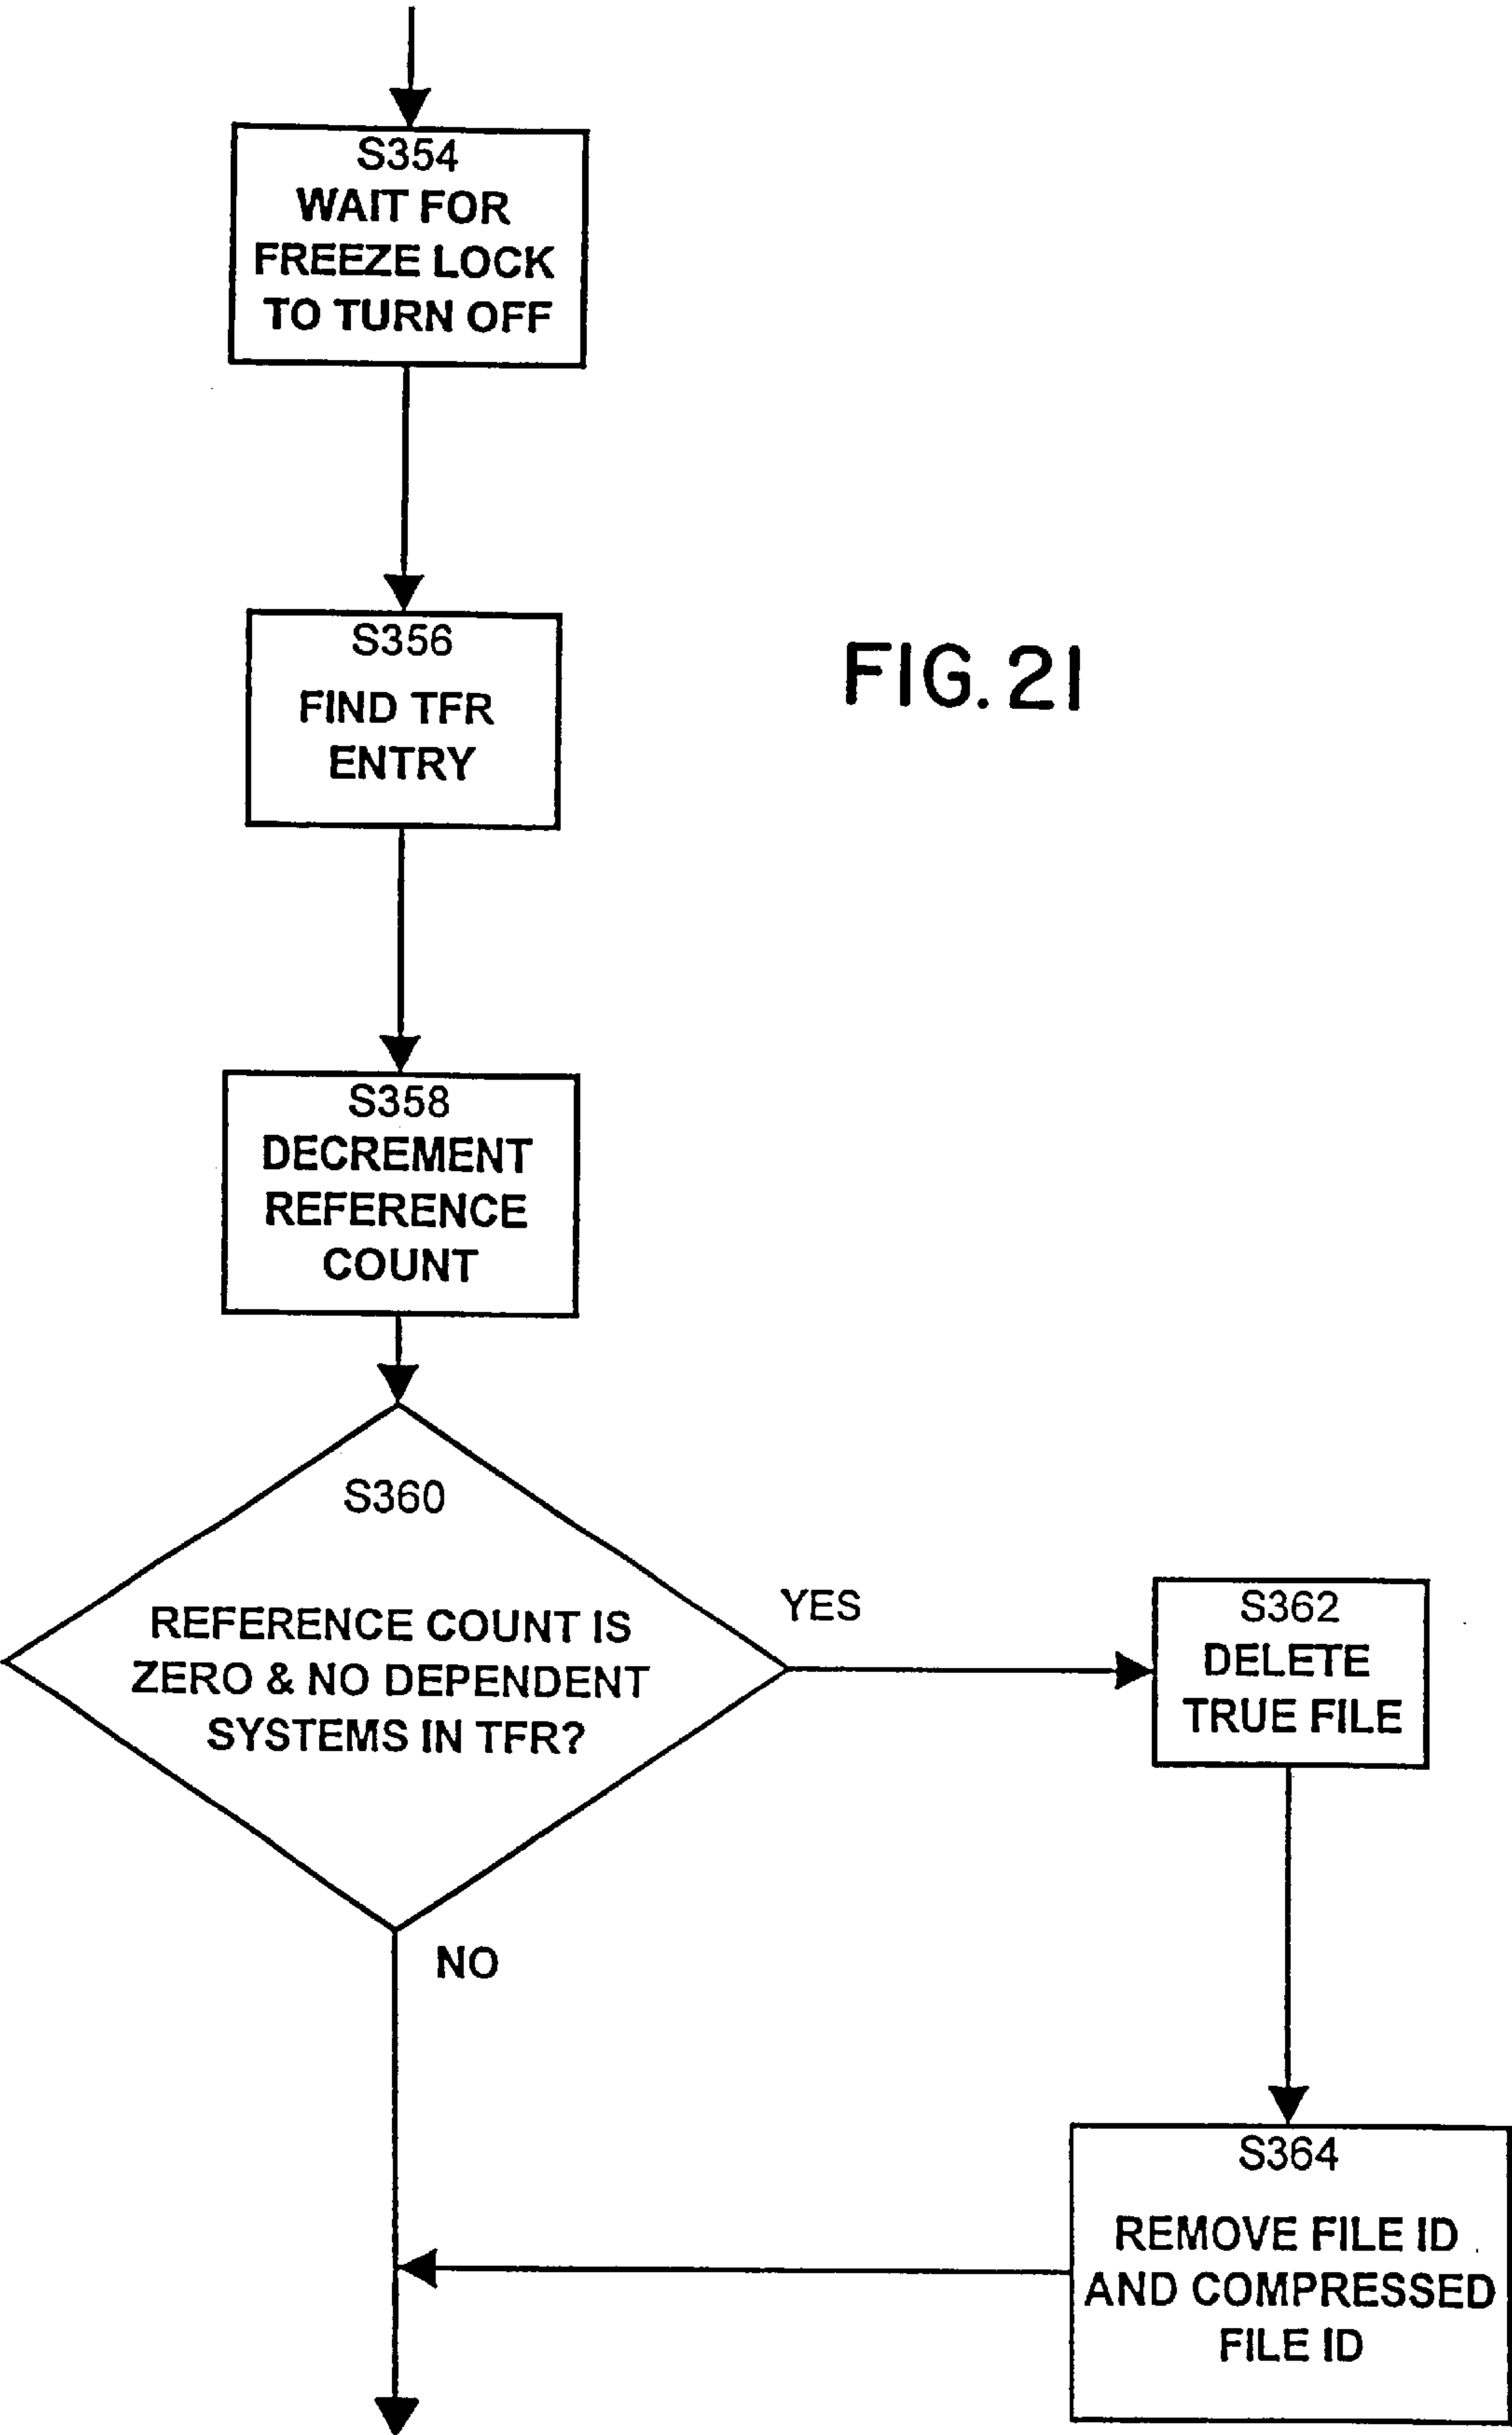 S354
WAIT FOR
FREEZE LOCK
TO TURN OFF
S356
FIND TFR
ENTRY
FIG. 21
S358
DECREMENT
REFERENCE
COUNT
S360
REFERENCE COUNT IS
ZERO & NO DEPENDENT
SYSTEMS IN TFR?
YES
S362
DELETE
TRUE FILE
NO
S364
REMOVE FILE ID
AND COMPRESSED
FILE ID